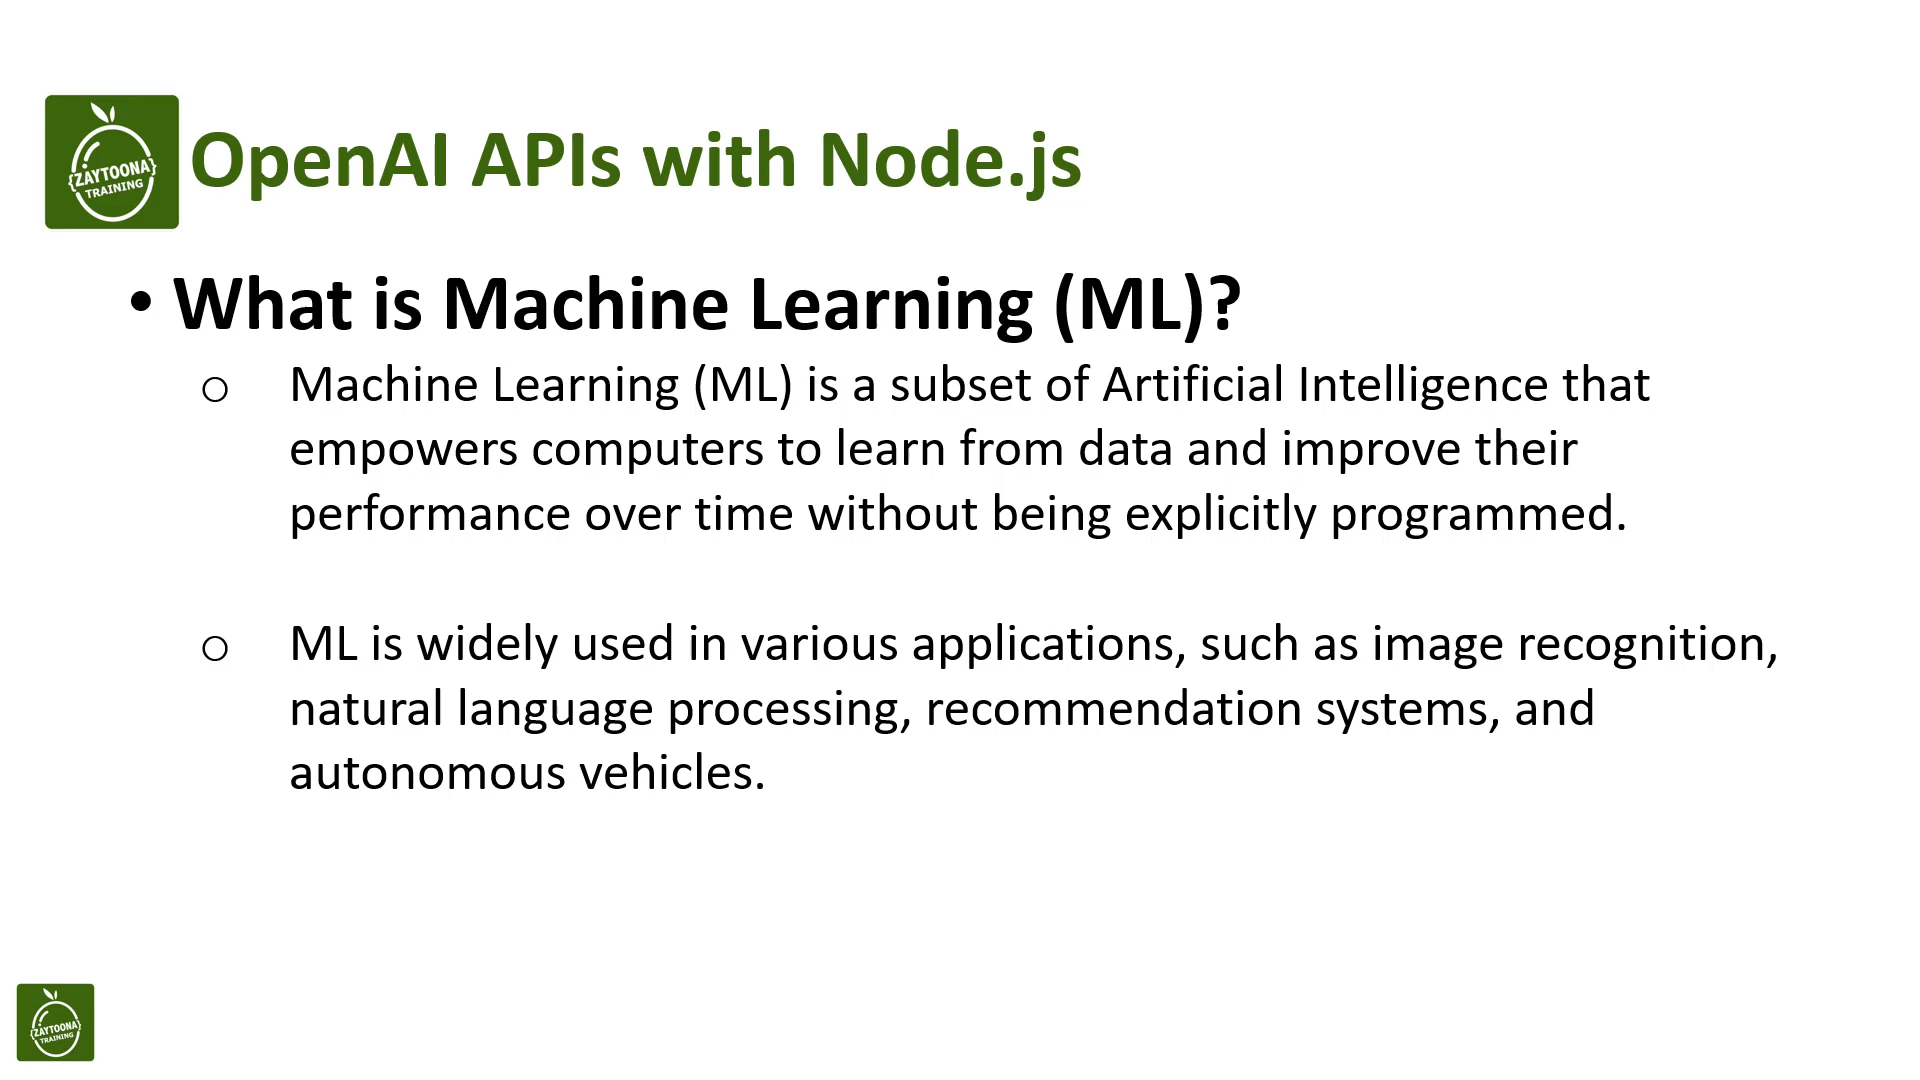 {ZAYTOONA}
TRAINING
OpenAI APIs with Node.js
• What is Machine Learning (ML)?
o Machine Learning (ML) is a subset of Artificial Intelligence that
empowers computers to learn from data and improve their
performance over time without being explicitly programmed.
o ML is widely used in various applications, such as image recognition,
natural language processing, recommendation systems, and
autonomous vehicles.
{ZAYTOONA}
TRAINING